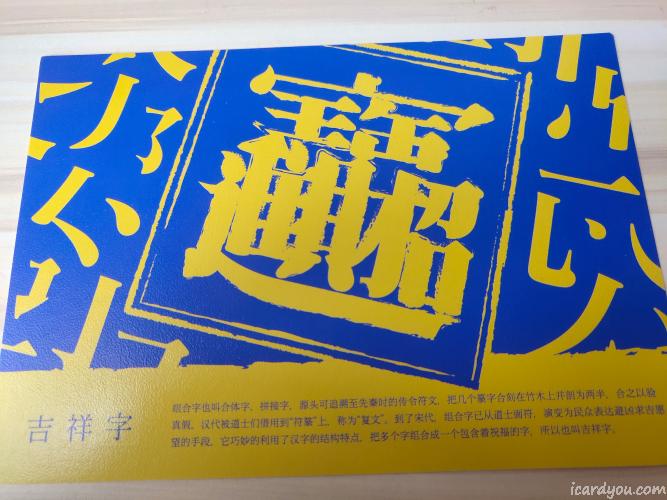 吉祥字
组合字也叫合体字，拼接字，源头可追溯至先秦时的传令符文，把几个篆字合刻在竹木上并剖为两半，合之以验
真假，汉代被道士们借用到“符篆”上，称为“复文”。到了宋代，组合字已从道士画符，演变为民众表达避凶求吉愿
望的手段，它巧妙的利用了汉字的结构特点，把多个字组合成一个包含着祝福的字，所以也叫吉祥字。
icardyou.com